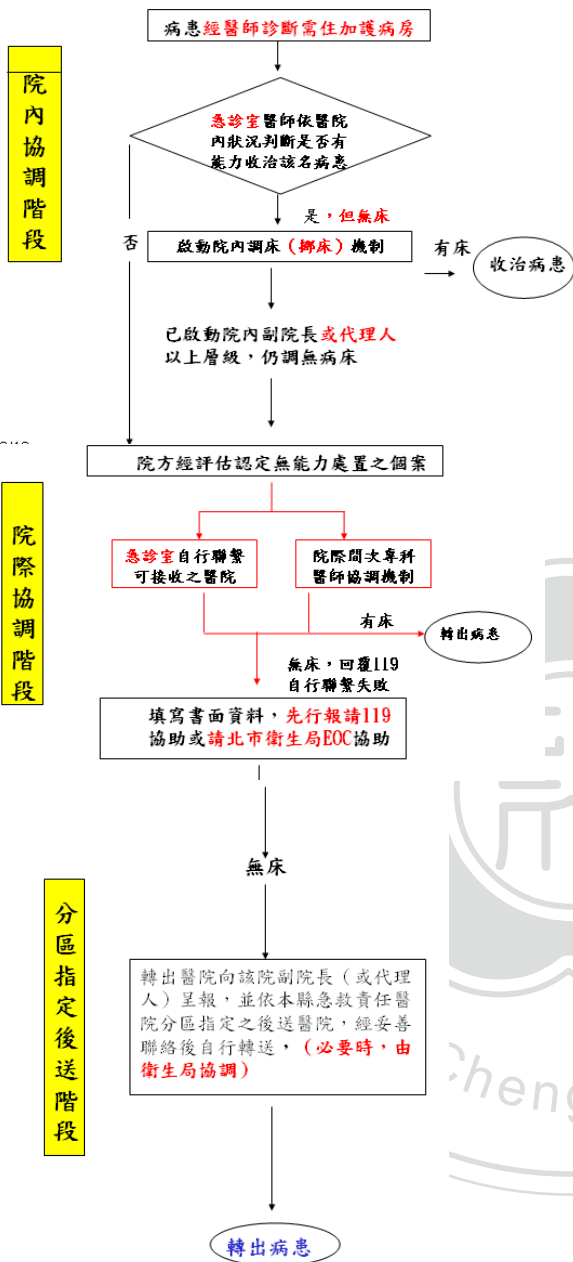 病患經醫師診斷需住加護病房
院內協調階段
急診室醫師依醫院
內狀況判斷是否有
能力收治該名病患
是，但無床
否
啟動院內調床（挪床）機制
有床
收治病患
已啟動院內副院長或代理人
以上層級，仍調無病床
院方經評估認定無能力處置之個案
院際協調階段
急診室自行聯繫
可接收之醫院
院際間次專科
醫師協調機制
有床
轉出病患
無床，回覆119
自行聯繫失敗
填寫書面資料，先行報請119
協助或請北市衛生局EOC協助
無床
分區指定後送階段
轉出醫院向該院副院長（或代理
人）呈報，並依本縣急救責任醫
院分區指定之後送醫院，經妥善
聯絡後自行轉送，（必要時，由
衛生局協調）
Cheng
轉出病患